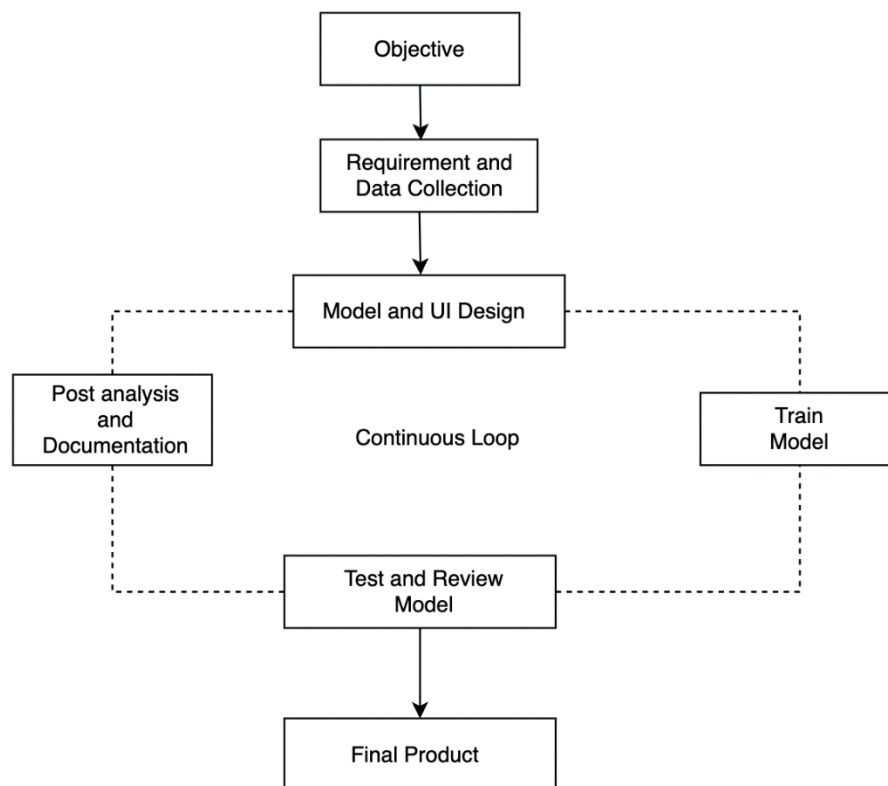 Objective
Requirement and
Data Collection
Model and UI Design
Post analysis
and
Documentation
Continuous Loop
Train
Model
Test and Review
Model
Final Product